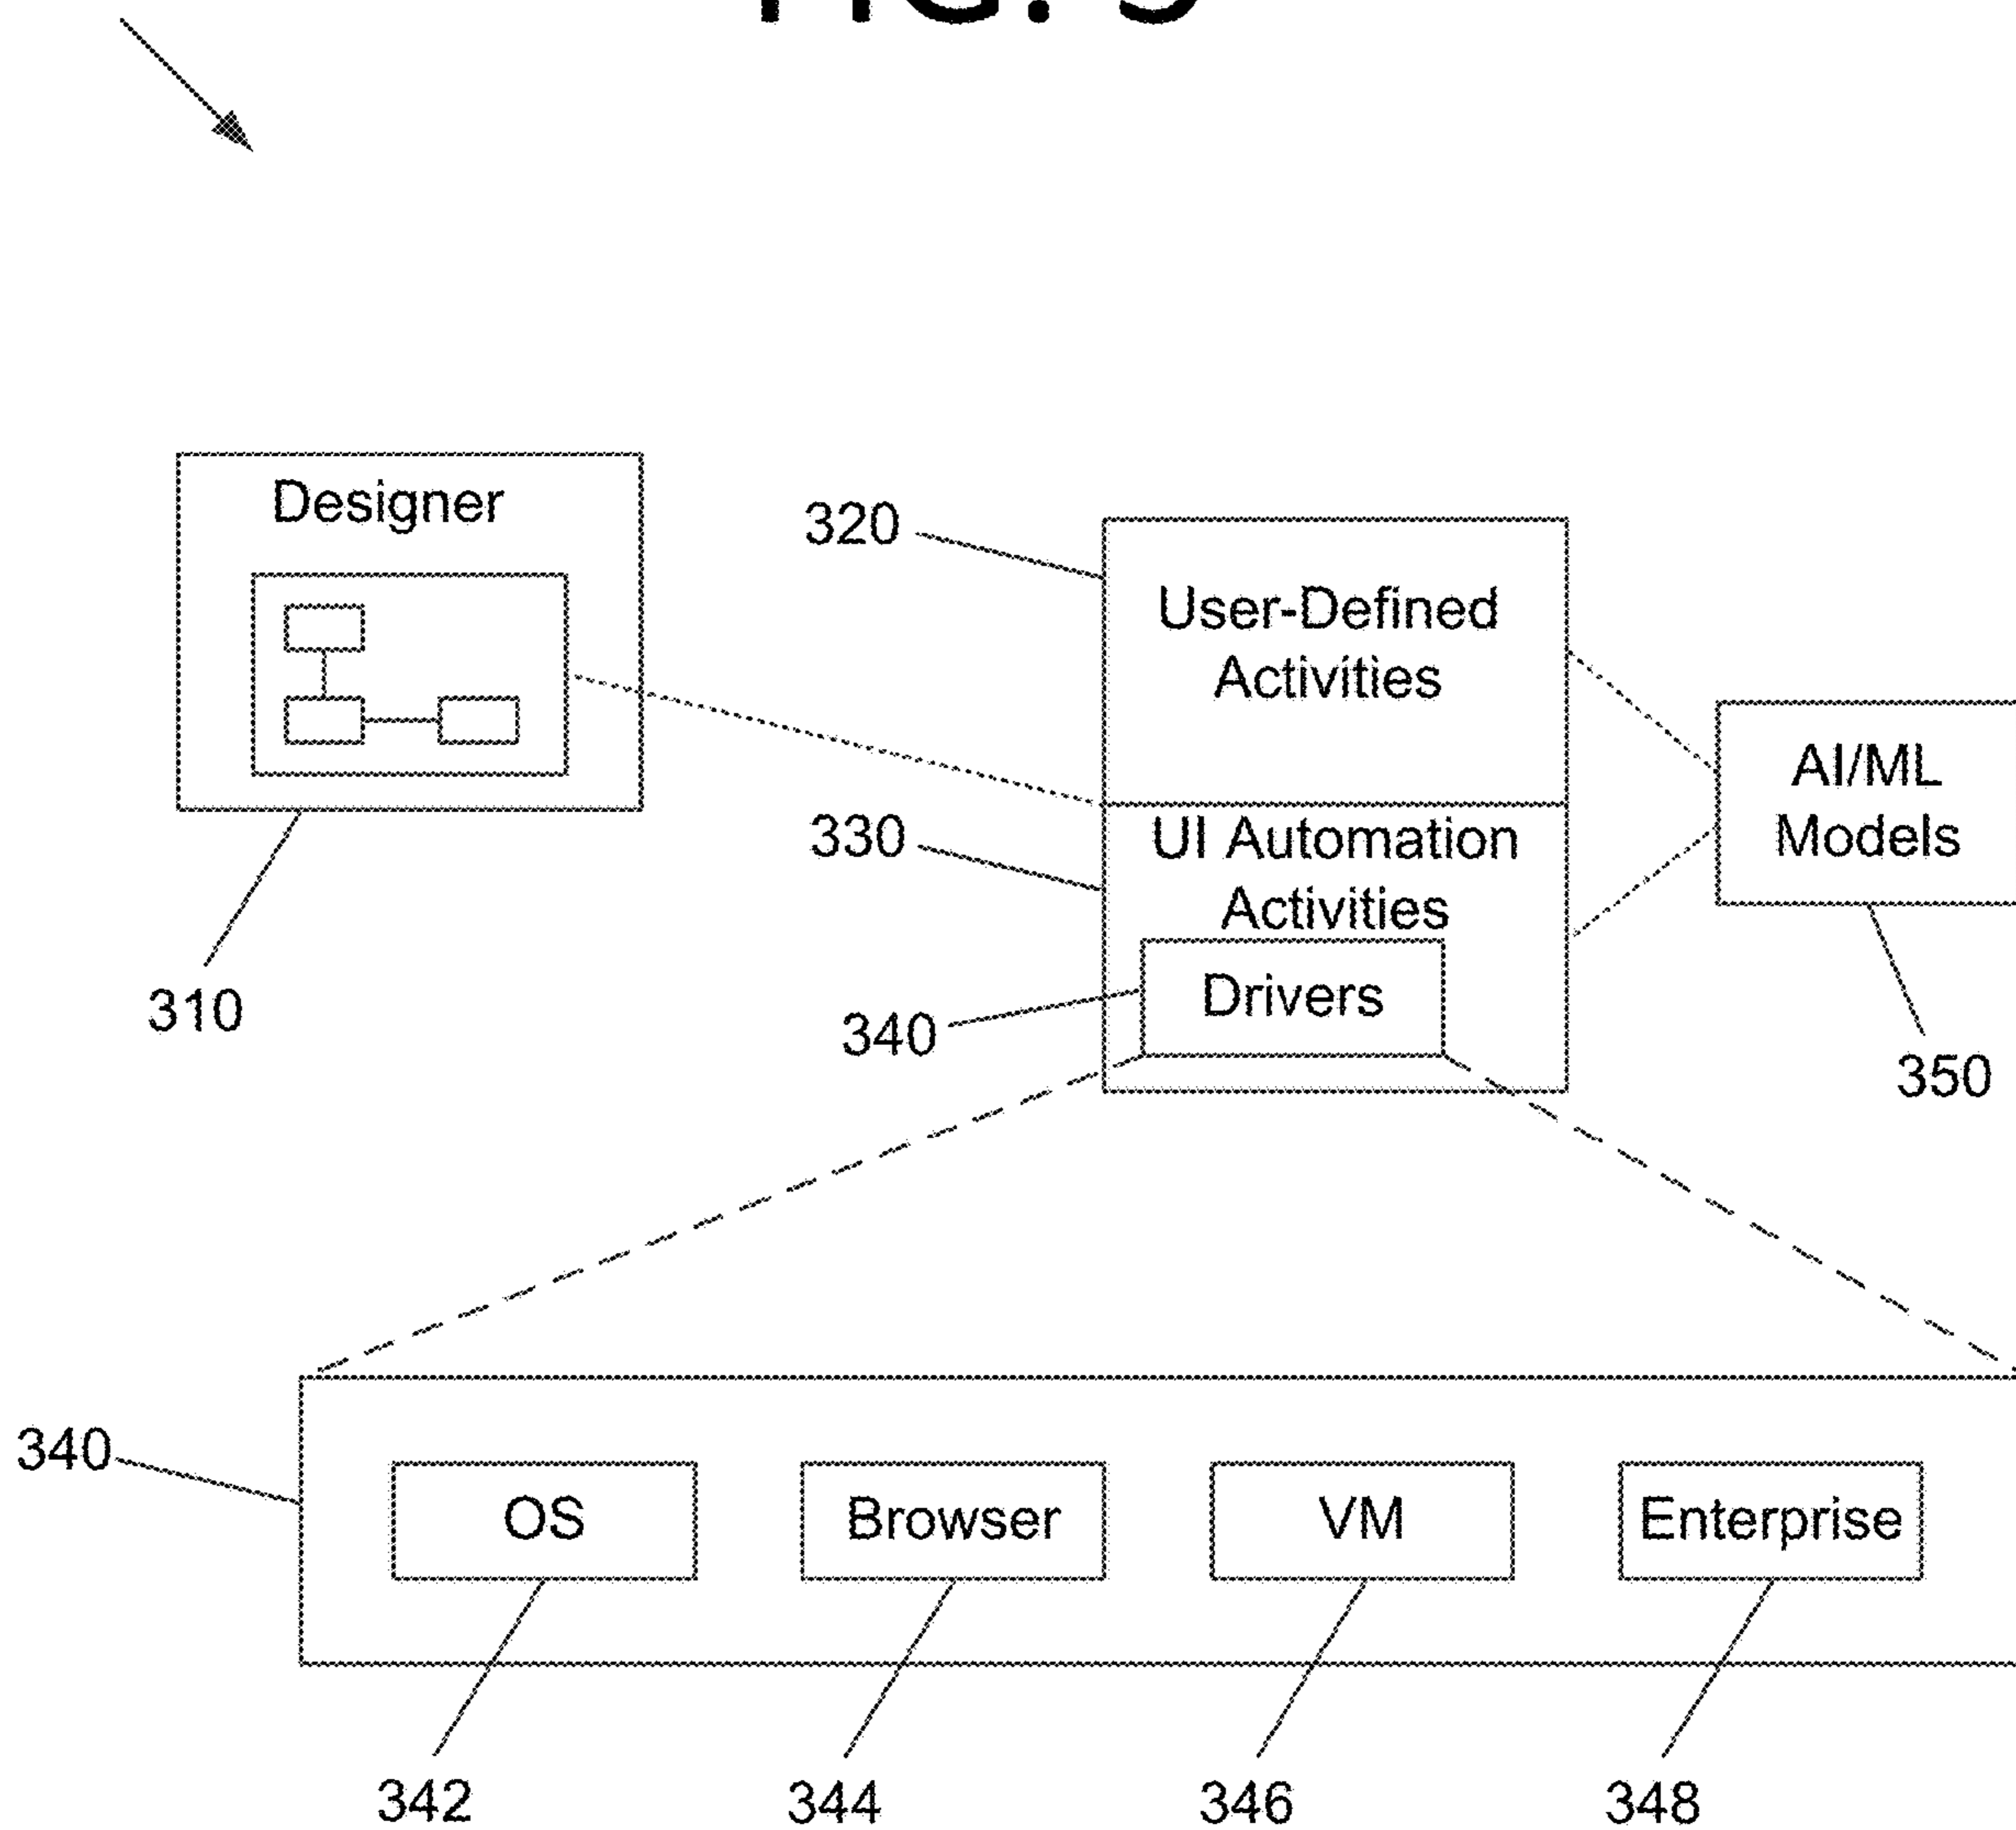 Designer
320
User-Defined
Activities
AI/ML
Models
330
UI Automation
Activities
Drivers
310
340
350
340
OS
Browser
VM
Enterprise
342
344
346
348